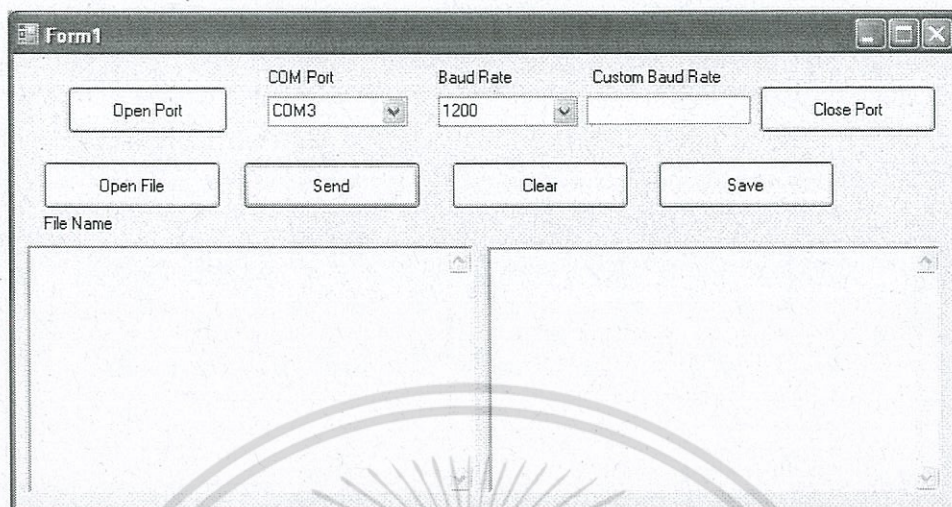 Form1
COM Port Baud Rate Custom Baud Rate
Open Port COM3 1200 Close Port
Open File Send Clear Save
File Name